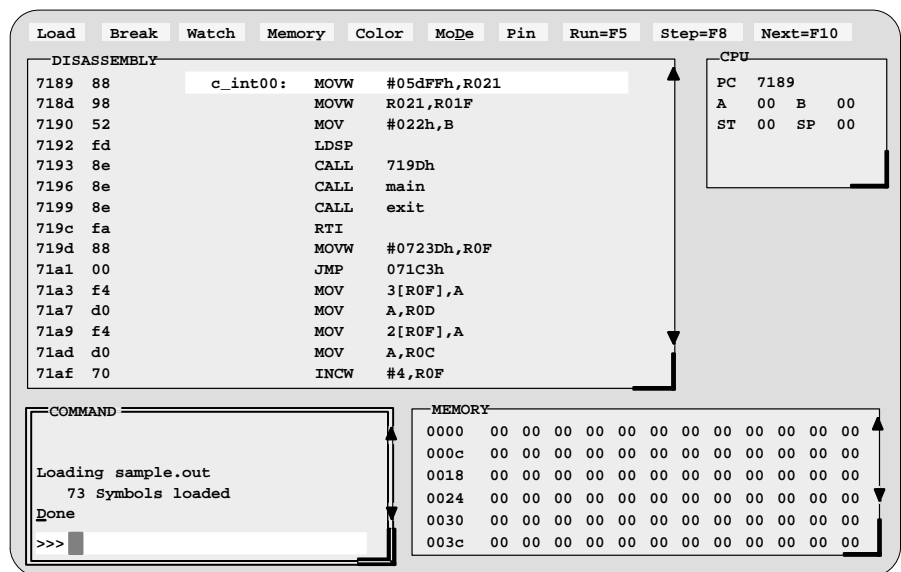 Load Break Watch Memory Color MoDe Pin Run=F5 Step=F8 Next=F10
DISASSEMBLY
7189 88 c_int00: MOVW #05dFFh,R021
718d 98 MOVW R021,R01F
7190 52 MOV #022h,B
7192 fd LDSP
7193 8e CALL 719Dh
7196 8e CALL main
7199 8e CALL exit
719c fa RTI
719d 88 MOVW #0723Dh,R0F
71a1 00 JMP 071C3h
71a3 f4 MOV 3[R0F],A
71a7 d0 MOV A,R0D
71a9 f4 MOV 2[R0F],A
71ad d0 MOV A,R0C
71af 70 INCW #4,R0F
CPU
PC 7189
A 00 B 00
ST 00 SP 00
COMMAND
Loading sample.out
73 Symbols loaded
Done
>>>
MEMORY
0000 00 00 00 00 00 00 00 00 00 00 00 00
000c 00 00 00 00 00 00 00 00 00 00 00 00
0018 00 00 00 00 00 00 00 00 00 00 00 00
0024 00 00 00 00 00 00 00 00 00 00 00 00
0030 00 00 00 00 00 00 00 00 00 00 00 00
003c 00 00 00 00 00 00 00 00 00 00 00 00